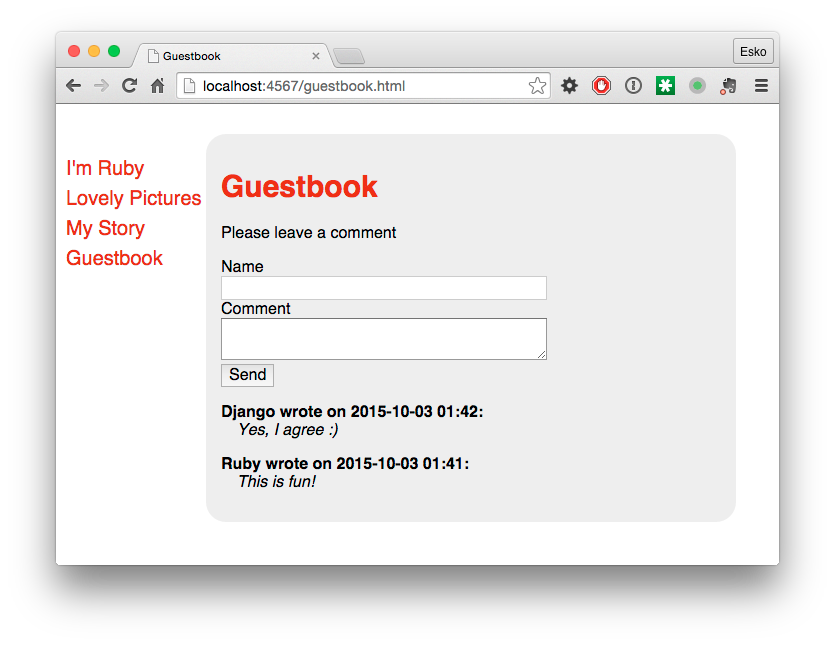 Guestbook
Esko
localhost:4567/guestbook.html
I'm Ruby
Lovely Pictures
My Story
Guestbook
Guestbook
Please leave a comment
Name
Comment
Send
Django wrote on 2015-10-03 01:42:
Yes, I agree :)
Ruby wrote on 2015-10-03 01:41:
This is fun!